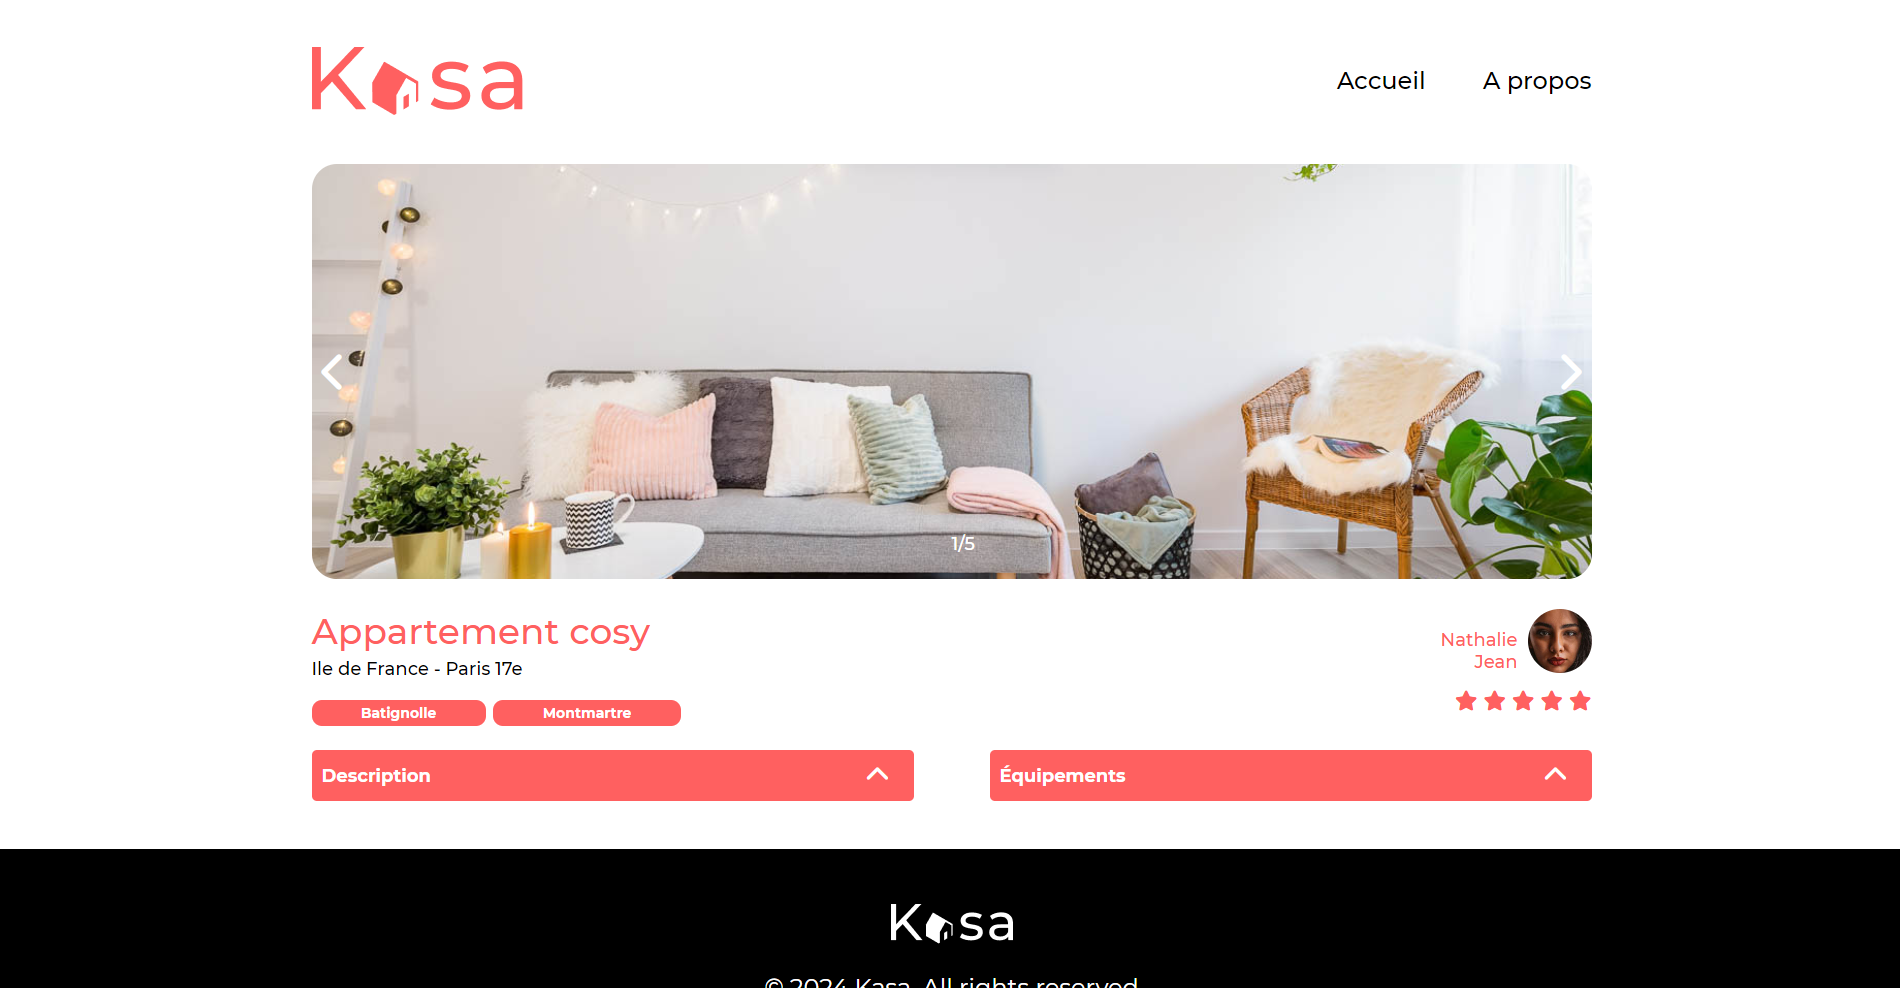 Kasa
Accueil
A propos
1/5
Appartement cosy
Ile de France - Paris 17e
Batignolle
Montmartre
Nathalie
Jean
Description
Équipements
Kasa
© 2024 Kasa. All rights reserved